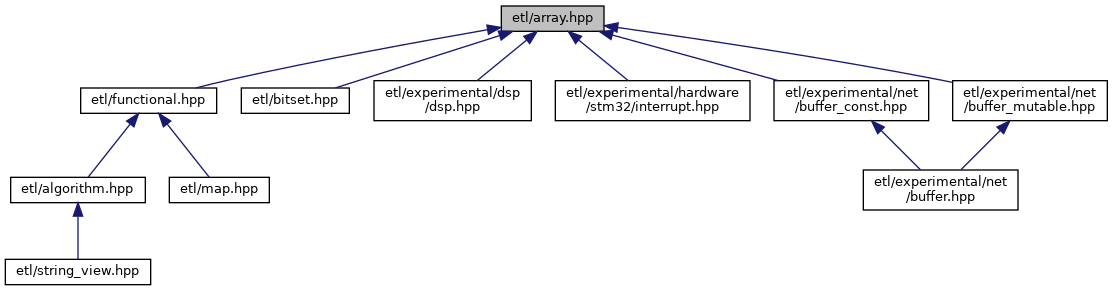 etl/array.hpp
etl/functional.hpp
etl/bitset.hpp
etl/experimental/dsp
/dsp.hpp
etl/experimental/hardware
/stm32/interrupt.hpp
etl/experimental/net
/buffer_const.hpp
etl/experimental/net
/buffer_mutable.hpp
etl/algorithm.hpp
etl/map.hpp
etl/experimental/net
/buffer.hpp
etl/string_view.hpp